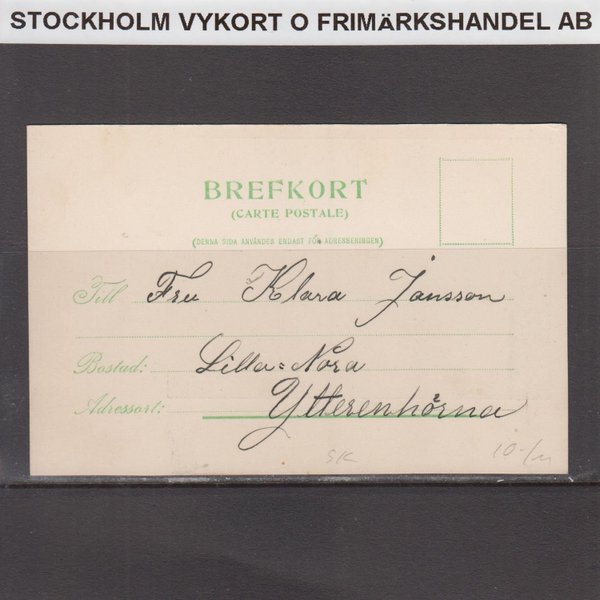 STOCKHOLM VYKORT O FRIMÄRKSHANDEL AB
BREFKORT
(CARTE POSTALE)
(DENNA SIDA ANVÄNDES ENDAST FÖR ADRESSERINGEN)
Till Fru Klara Jansson
Bostad: Lilla=Nora
Adressort: Ytterenhörna
SK